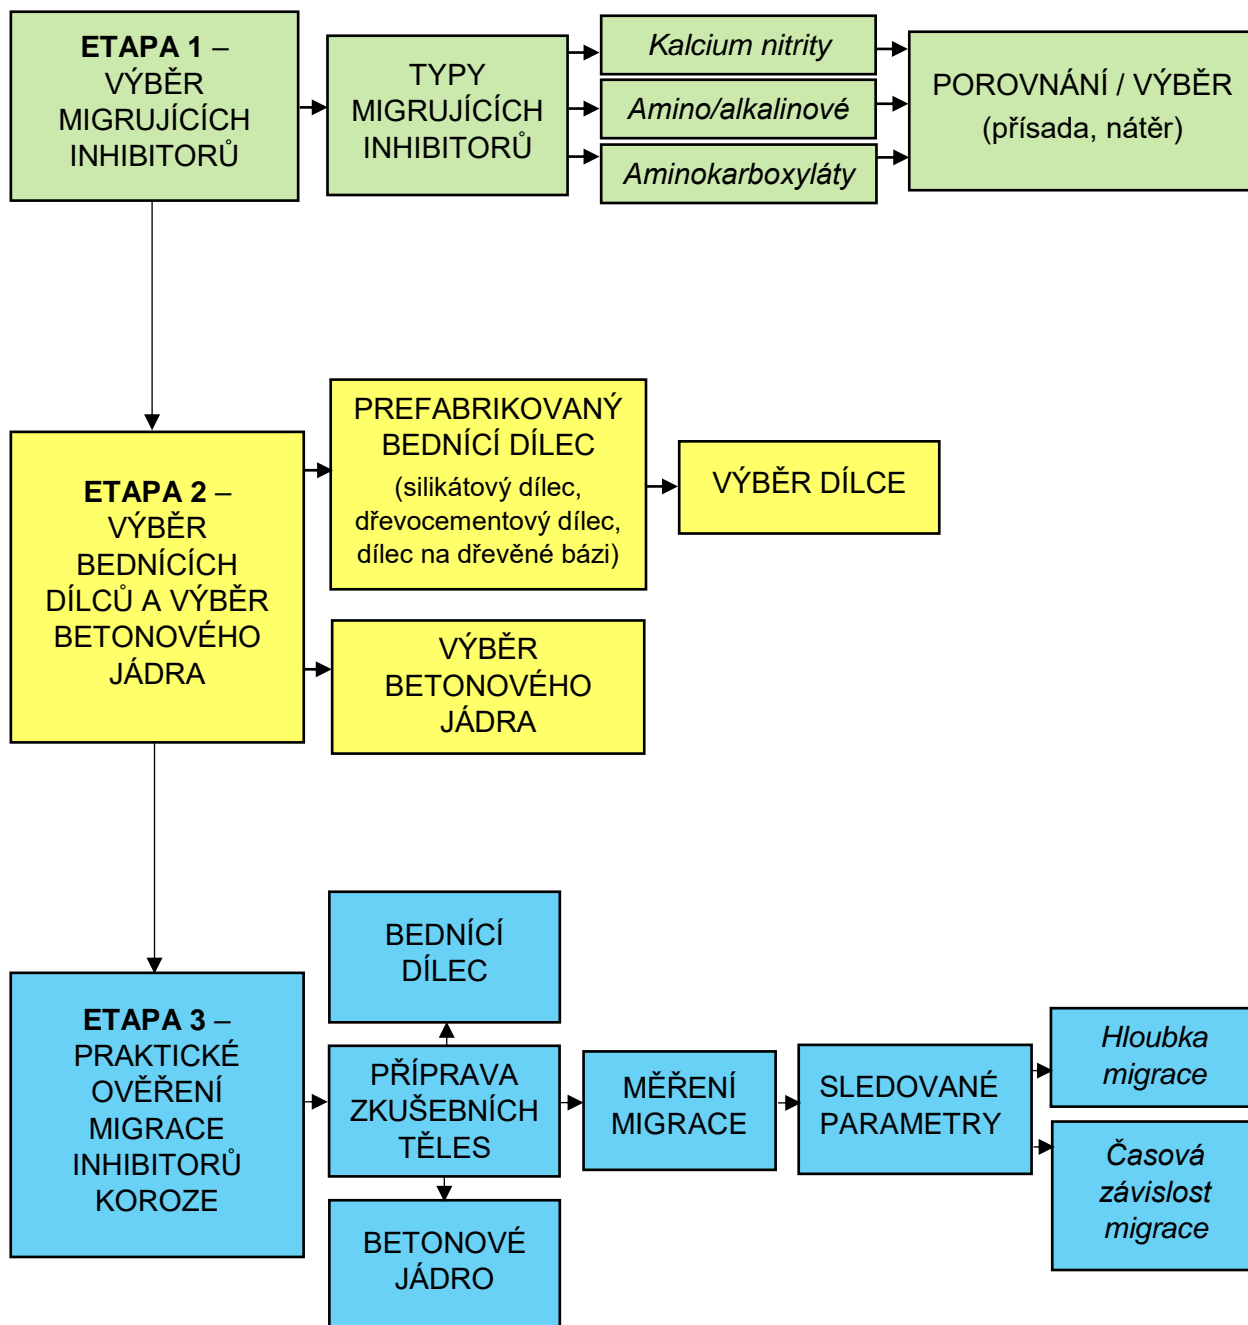 ETAPA 1 –
VÝBĚR
MIGRUJÍCÍCH
INHIBITORŮ
TYPY
MIGRUJÍCÍCH
INHIBITORŮ
Kalcium nitrity
Amino/alkalinové
Aminokarboxyláty
POROVNÁNÍ / VÝBĚR
(přísada, nátěr)
ETAPA 2 –
VÝBĚR
BEDNÍCÍCH
DÍLCŮ A VÝBĚR
BETONOVÉHO
JÁDRA
PREFABRIKOVANÝ
BEDNÍCÍ DÍLEC
(silikátový dílec,
dřevocementový dílec,
dílec na dřevěné bázi)
VÝBĚR DÍLCE
VÝBĚR
BETONOVÉHO
JÁDRA
ETAPA 3 –
PRAKTICKÉ
OVĚŘENÍ
MIGRACE
INHIBITORŮ
KOROZE
BEDNÍCÍ
DÍLEC
PŘÍPRAVA
ZKUŠEBNÍCH
TĚLES
BETONOVÉ
JÁDRO
MĚŘENÍ
MIGRACE
SLEDOVANÉ
PARAMETRY
Hloubka
migrace
Časová
závislost
migrace